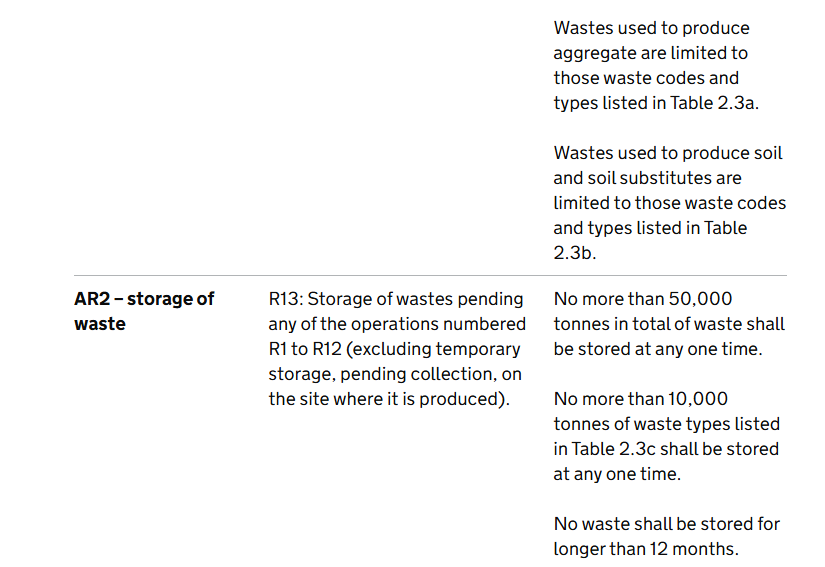 Wastes used to produce
aggregate are limited to
those waste codes and
types listed in Table 2.3a.
Wastes used to produce soil
and soil substitutes are
limited to those waste codes
and types listed in Table
2.3b.
AR2 – storage of
waste
R13: Storage of wastes pending
any of the operations numbered
R1 to R12 (excluding temporary
storage, pending collection, on
the site where it is produced).
No more than 50,000
tonnes in total of waste shall
be stored at any one time.
No more than 10,000
tonnes of waste types listed
in Table 2.3c shall be stored
at any one time.
No waste shall be stored for
longer than 12 months.